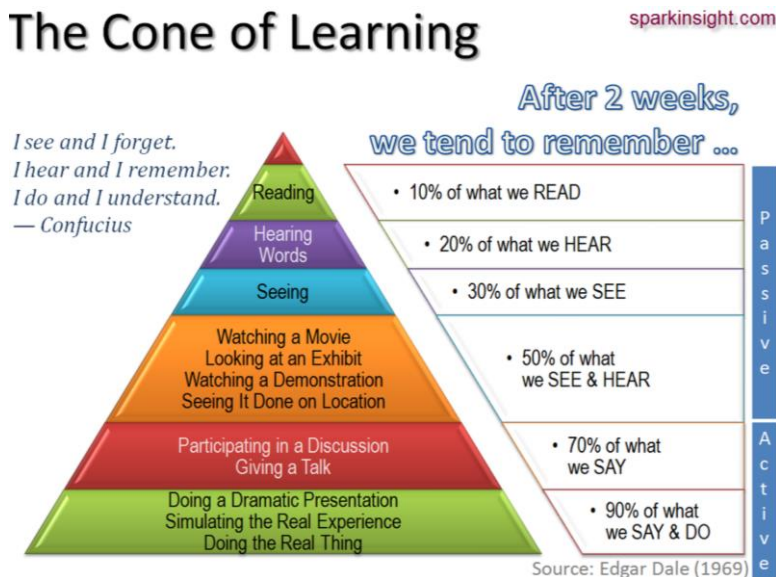 The Cone of Learning
sparkinsight.com
I see and I forget.
I hear and I remember.
I do and I understand.
— Confucius
After 2 weeks,
we tend to remember ...
Reading
• 10% of what we READ
Hearing
Words
• 20% of what we HEAR
Seeing
• 30% of what we SEE
Watching a Movie
Looking at an Exhibit
Watching a Demonstration
Seeing It Done on Location
• 50% of what
we SEE & HEAR
Participating in a Discussion
Giving a Talk
• 70% of what
we SAY
Doing a Dramatic Presentation
Simulating the Real Experience
Doing the Real Thing
• 90% of what
we SAY & DO
Passive
Active
Source: Edgar Dale (1969)